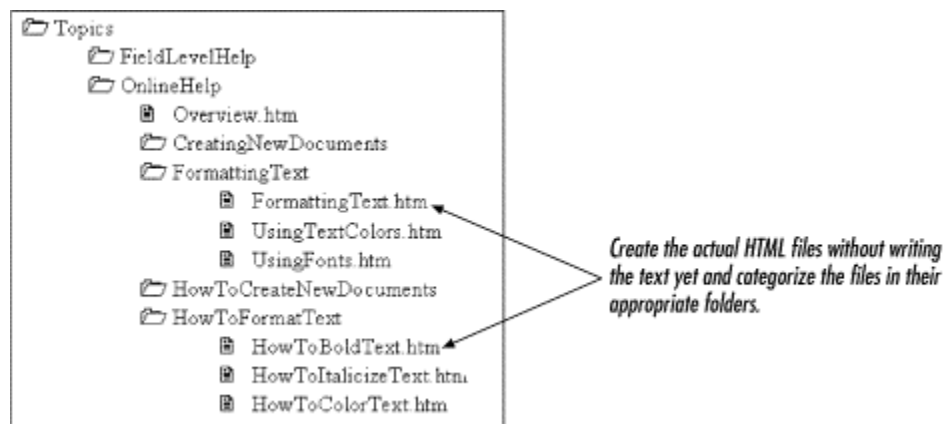 Topics
FieldLevelHelp
OnlineHelp
Overview.htm
CreatingNewDocuments
FormattingText
FormattingText.htm
UsingTextColors.htm
UsingFonts.htm
HowToCreateNewDocuments
HowToFormatText
HowToBoldText.htm
HowToItalicizeText.htm
HowToColorText.htm
Create the actual HTML files without writing
the text yet and categorize the files in their
appropriate folders.